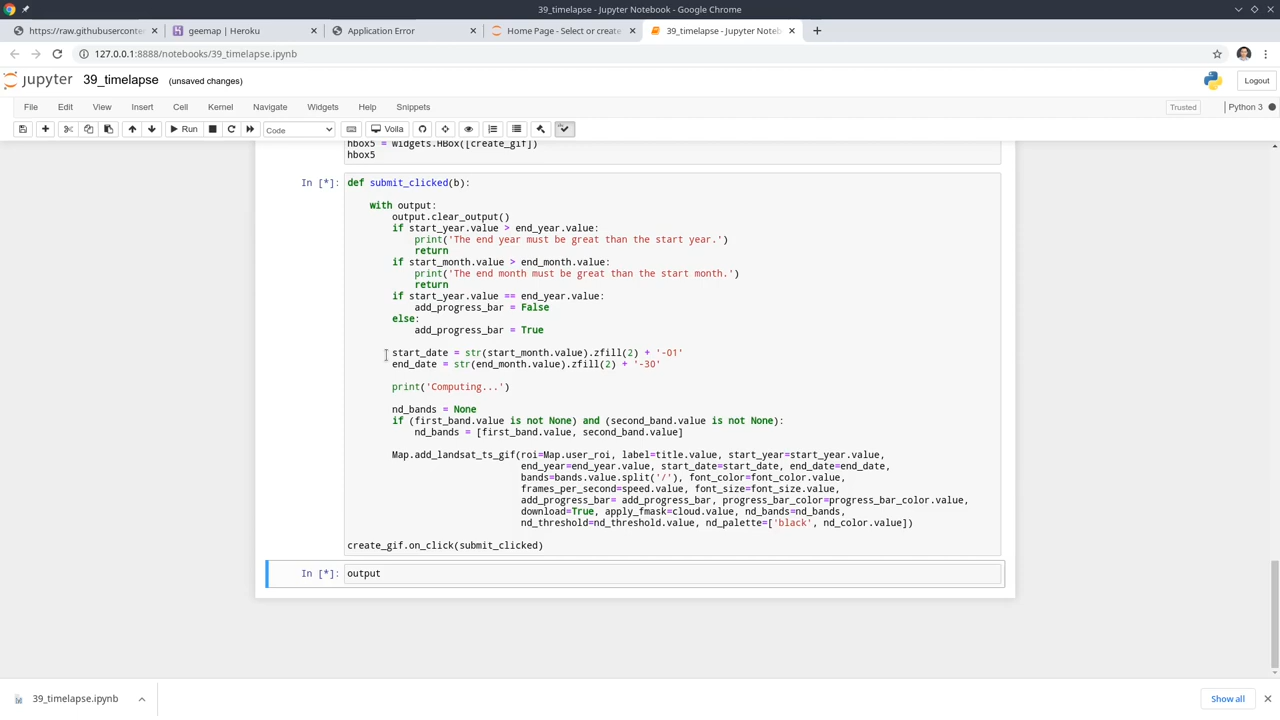 39_timelapse - Jupyter Notebook - Google Chrome
https://raw.githubuserconte
geemap | Heroku
Application Error
Home Page - Select or create
39_timelapse - Jupyter Noteb
127.0.0.1:8888/notebooks/39_timelapse.ipynb
jupyter 39_timelapse (unsaved changes)
Logout
File Edit View Insert Cell Kernel Navigate Widgets Help Snippets
Trusted
Python 3
Run
Code
Voila
hbox5 = widgets.HBox([create_gif])
hbox5
In [*]: def submit_clicked(b):
with output:
output.clear_output()
if start_year.value > end_year.value:
print('The end year must be great than the start year.')
return
if start_month.value > end_month.value:
print('The end month must be great than the start month.')
return
if start_year.value == end_year.value:
add_progress_bar = False
else:
add_progress_bar = True
start_date = str(start_month.value).zfill(2) + '-01'
end_date = str(end_month.value).zfill(2) + '-30'
print('Computing...')
nd_bands = None
if (first_band.value is not None) and (second_band.value is not None):
nd_bands = [first_band.value, second_band.value]
Map.add_landsat_ts_gif(roi=Map.user_roi, label=title.value, start_year=start_year.value,
end_year=end_year.value, start_date=start_date, end_date=end_date,
bands=bands.value.split('/'), font_color=font_color.value,
frames_per_second=speed.value, font_size=font_size.value,
add_progress_bar= add_progress_bar, progress_bar_color=progress_bar_color.value,
download=True, apply_fmask=cloud.value, nd_bands=nd_bands,
nd_threshold=nd_threshold.value, nd_palette=['black', nd_color.value])
create_gif.on_click(submit_clicked)
In [*]: output
39_timelapse.ipynb
Show all